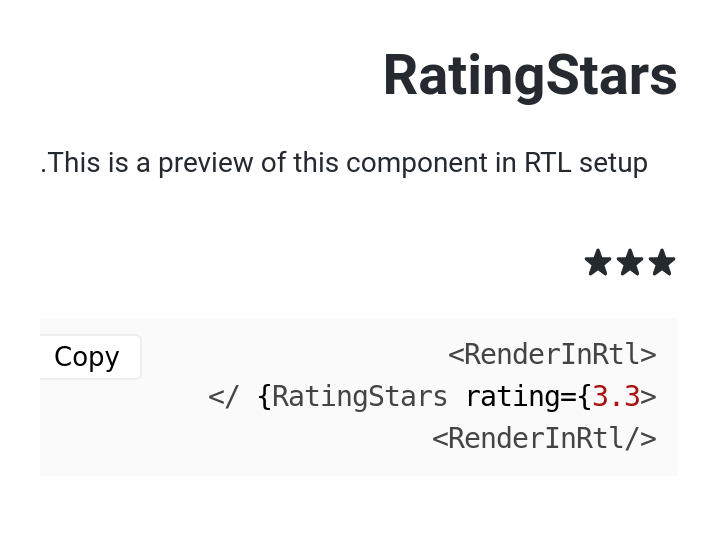 RatingStars
.This is a preview of this component in RTL setup
Copy
<RenderInRtl>
</ {RatingStars rating={3.3>
<RenderInRtl/>